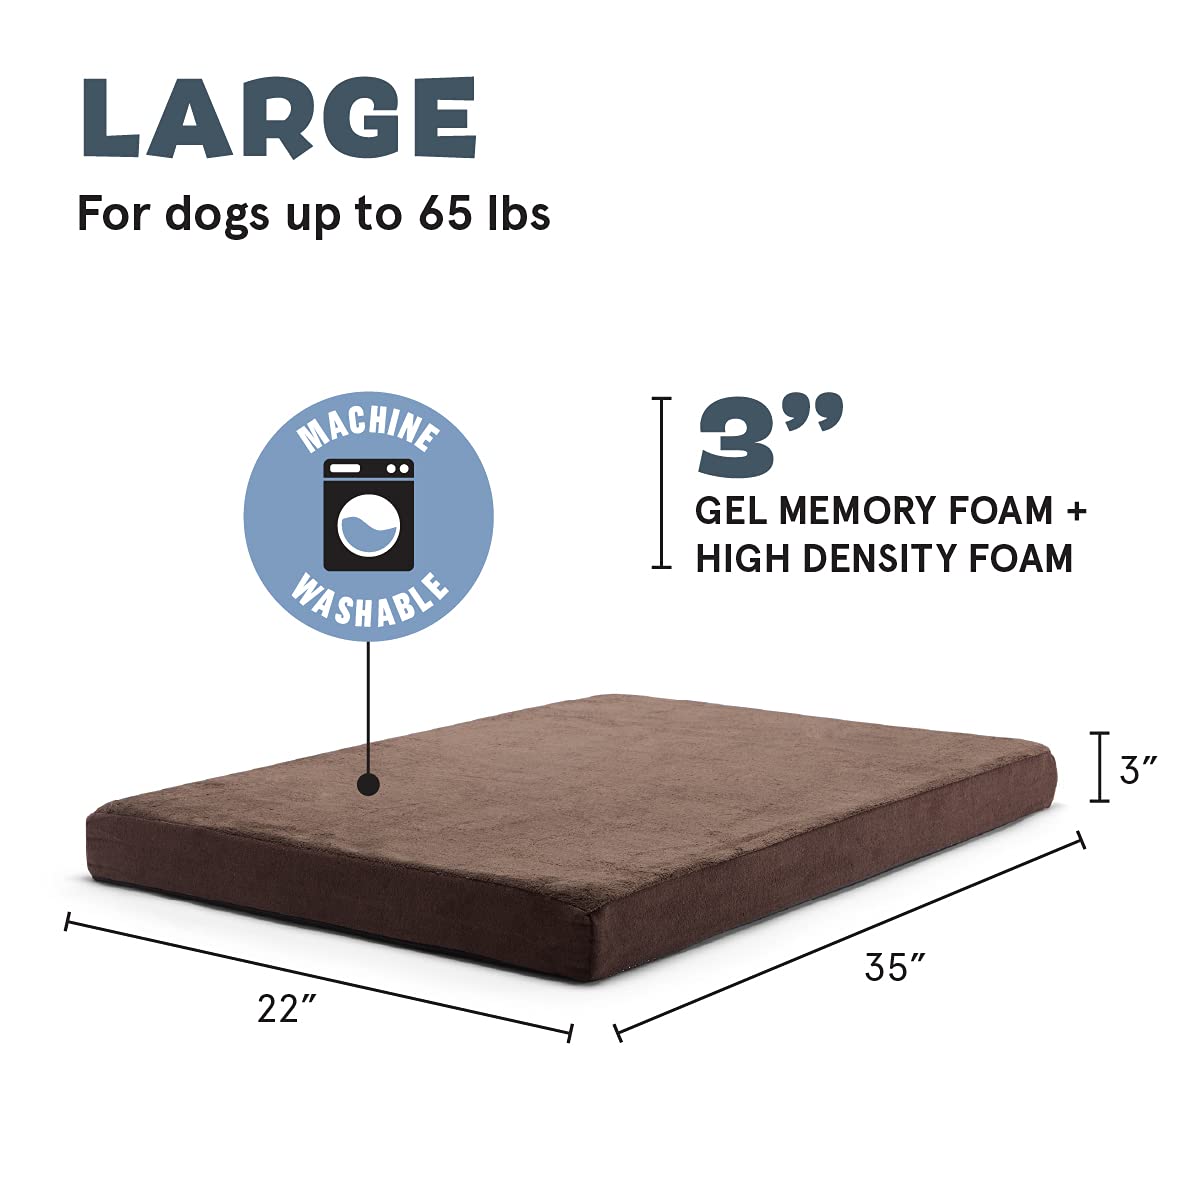 LARGE
For dogs up to 65 lbs
MACHINE
WASHABLE
3”
GEL MEMORY FOAM +
HIGH DENSITY FOAM
3”
35”
22”